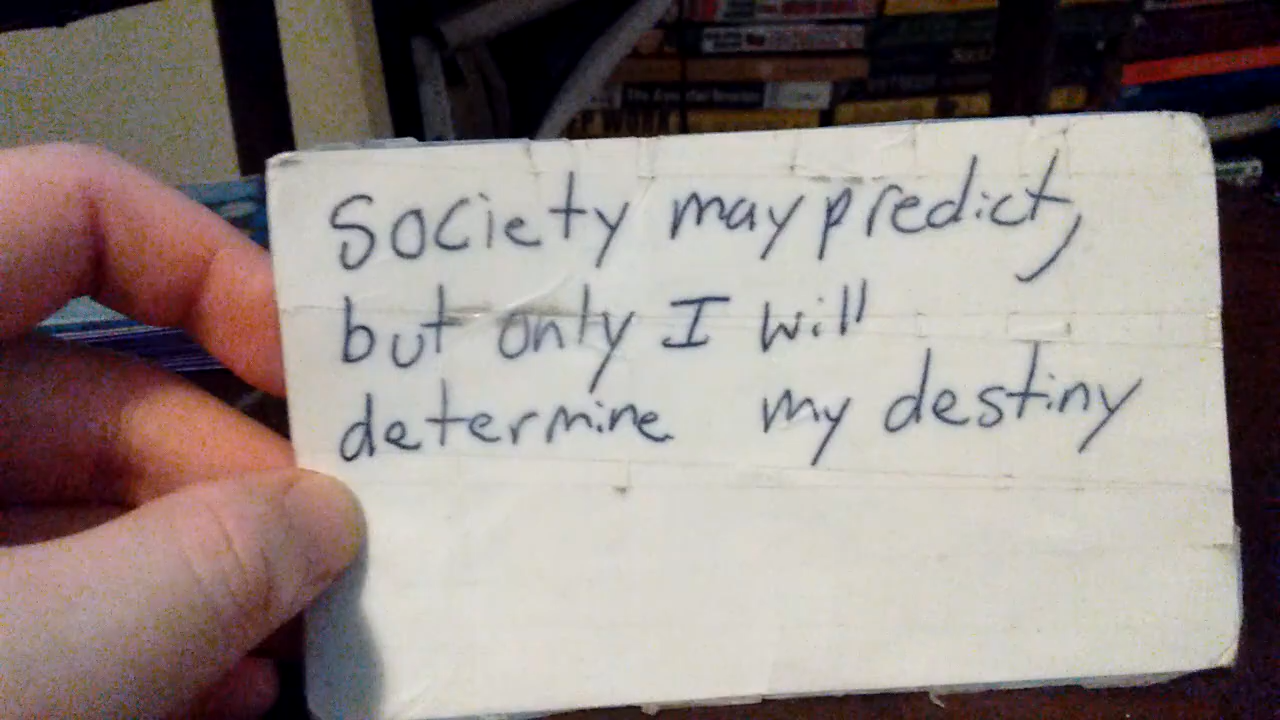 Society may predict,
but only I will
determine my destiny